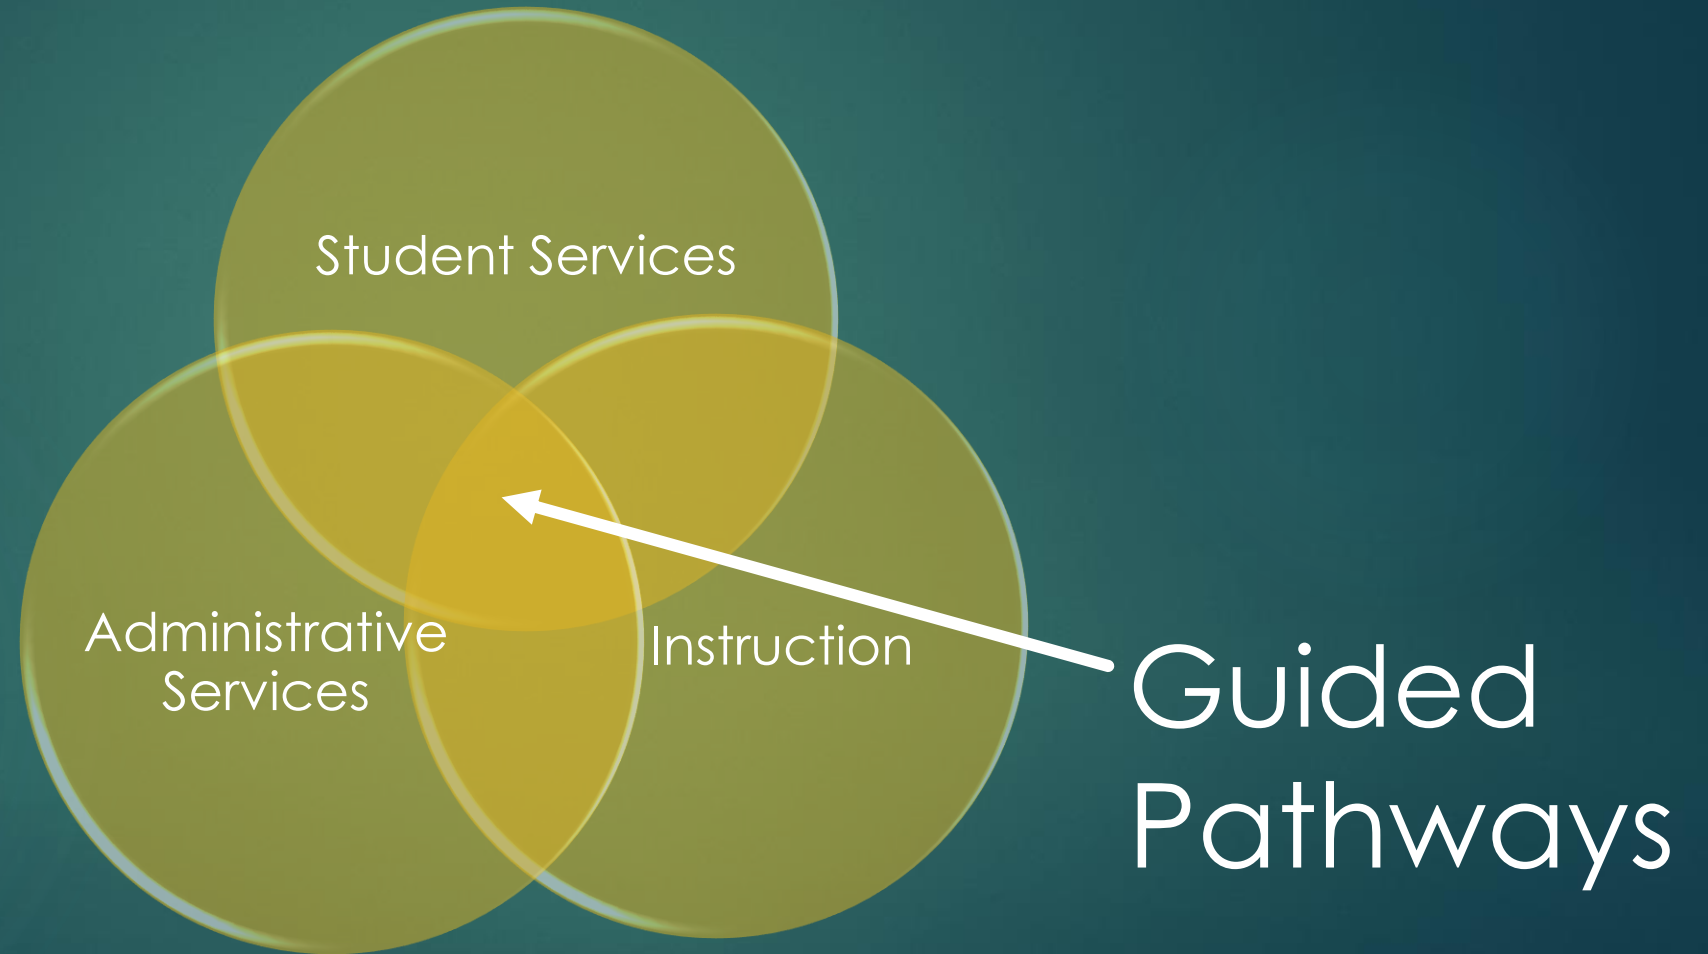 Student Services
Administrative
Services
Instruction
Guided
Pathways